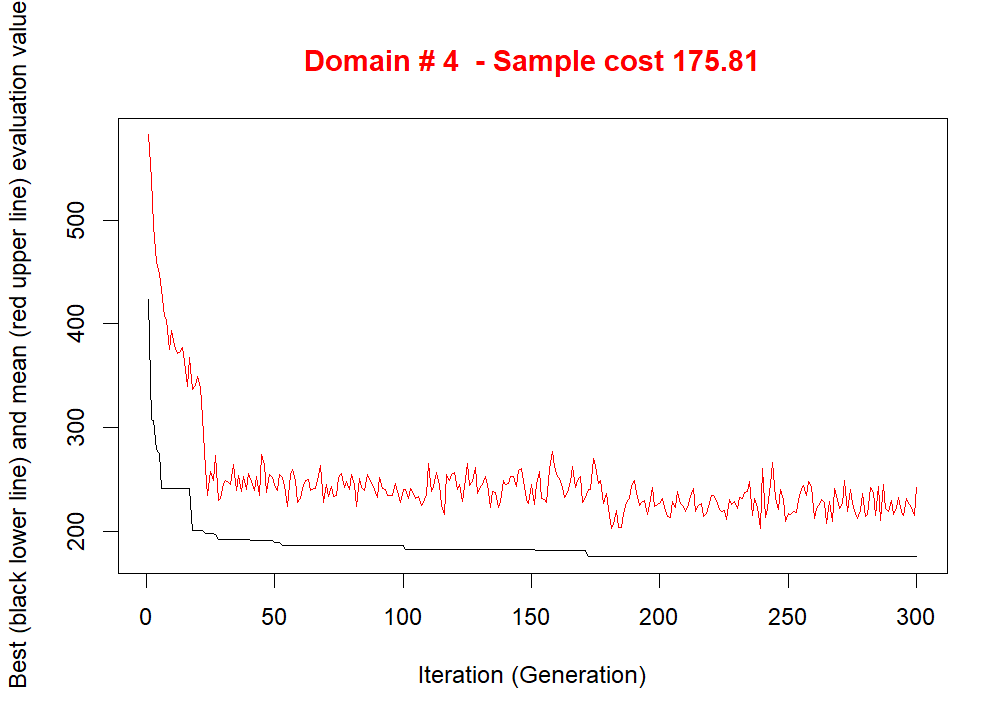 Domain # 4  - Sample cost 175.81
Best (black lower line) and mean (red upper line) evaluation value
500
400
300
200
0 50 100 150 200 250 300
Iteration (Generation)